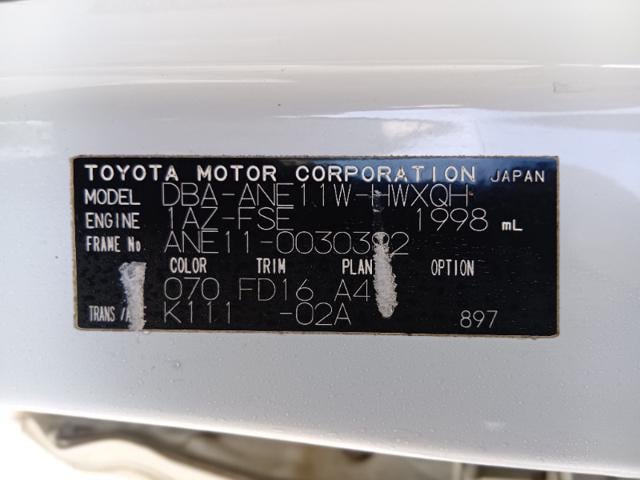 TOYOTA MOTOR CORPORATION JAPAN
MODEL DBA-ANE11W-HWXQH
ENGINE 1AZ-FSE 1998 mL
FRAME No.
COLOR TRIM PLANT OPTION
070 FD16 A4
TRANS/ K111 -02A 897